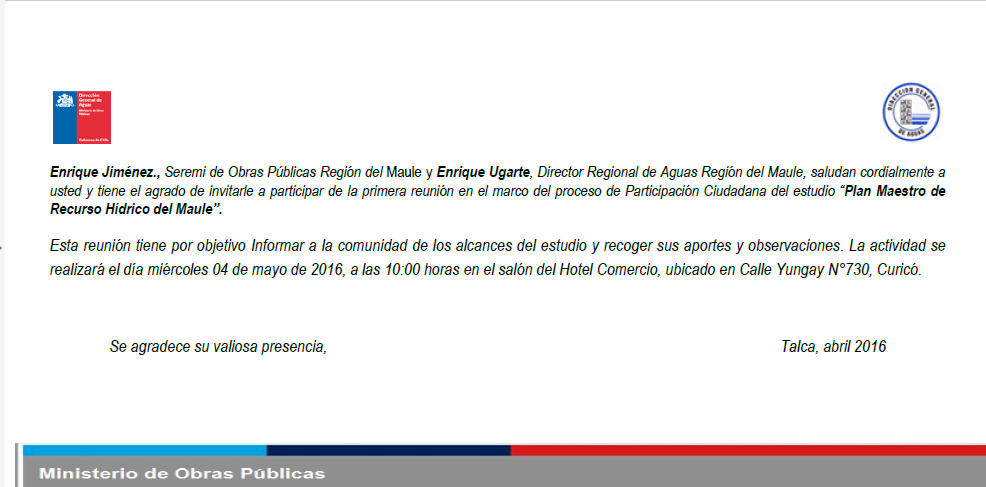 Dirección
General de
Aguas
Ministerio de Obras
Públicas
Gobierno de Chile
DIRECCION GENERAL
DE AGUAS
Enrique Jiménez., Seremi de Obras Públicas Región del Maule y Enrique Ugarte, Director Regional de Aguas Región del Maule, saludan cordialmente a
usted y tiene el agrado de invitarle a participar de la primera reunión en el marco del proceso de Participación Ciudadana del estudio “Plan Maestro de
Recurso Hídrico del Maule”.
Esta reunión tiene por objetivo Informar a la comunidad de los alcances del estudio y recoger sus aportes y observaciones. La actividad se
realizará el día miércoles 04 de mayo de 2016, a las 10:00 horas en el salón del Hotel Comercio, ubicado en Calle Yungay N°730, Curicó.
Se agradece su valiosa presencia,
Talca, abril 2016
Ministerio de Obras Públicas